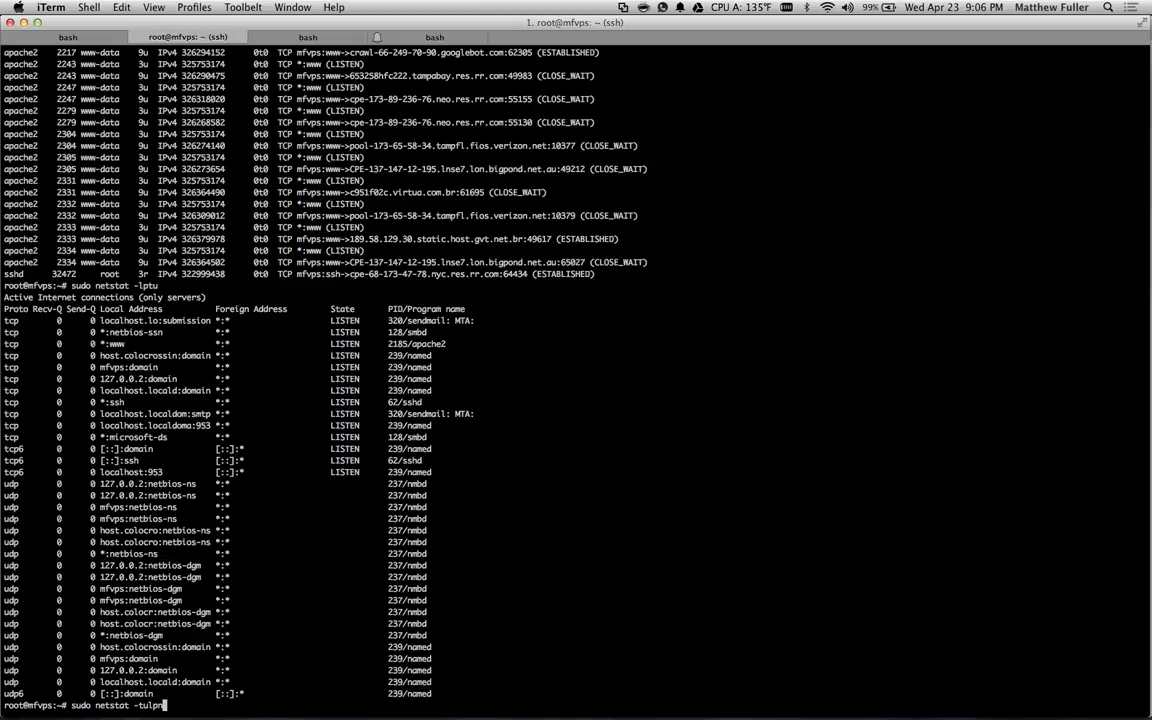 iTerm Shell Edit View Profiles Toolbelt Window Help CPU A: 135°F 99% Wed Apr 23 9:06 PM Matthew Fuller
1. root@mfvps: ~ (ssh)
bash root@mfvps: ~ (ssh) bash bash
apache2 2217 www-data 9u IPv4 326294152 0t0 TCP mfvps:www->crawl-66-249-70-90.googlebot.com:62305 (ESTABLISHED)
apache2 2243 www-data 3u IPv4 325753174 0t0 TCP *:www (LISTEN)
apache2 2243 www-data 9u IPv4 326290475 0t0 TCP mfvps:www->653258hfc222.tampabay.res.rr.com:49983 (CLOSE_WAIT)
apache2 2247 www-data 3u IPv4 325753174 0t0 TCP *:www (LISTEN)
apache2 2247 www-data 9u IPv4 326318020 0t0 TCP mfvps:www->cpe-173-89-236-76.neo.res.rr.com:55155 (CLOSE_WAIT)
apache2 2279 www-data 3u IPv4 325753174 0t0 TCP *:www (LISTEN)
apache2 2279 www-data 9u IPv4 326268582 0t0 TCP mfvps:www->cpe-173-89-236-76.neo.res.rr.com:55130 (CLOSE_WAIT)
apache2 2304 www-data 3u IPv4 325753174 0t0 TCP *:www (LISTEN)
apache2 2304 www-data 9u IPv4 326274140 0t0 TCP mfvps:www->pool-173-65-58-34.tampfl.fios.verizon.net:10377 (CLOSE_WAIT)
apache2 2305 www-data 3u IPv4 325753174 0t0 TCP *:www (LISTEN)
apache2 2305 www-data 9u IPv4 326273654 0t0 TCP mfvps:www->CPE-137-147-12-195.lnse7.lon.bigpond.net.au:49212 (CLOSE_WAIT)
apache2 2331 www-data 3u IPv4 325753174 0t0 TCP *:www (LISTEN)
apache2 2331 www-data 9u IPv4 326364490 0t0 TCP mfvps:www->c951f02c.virtua.com.br:61695 (CLOSE_WAIT)
apache2 2332 www-data 3u IPv4 325753174 0t0 TCP *:www (LISTEN)
apache2 2332 www-data 9u IPv4 326309012 0t0 TCP mfvps:www->pool-173-65-58-34.tampfl.fios.verizon.net:10379 (CLOSE_WAIT)
apache2 2333 www-data 3u IPv4 325753174 0t0 TCP *:www (LISTEN)
apache2 2333 www-data 9u IPv4 326379978 0t0 TCP mfvps:www->189.58.129.30.static.host.gvt.net.br:49617 (ESTABLISHED)
apache2 2334 www-data 3u IPv4 325753174 0t0 TCP *:www (LISTEN)
apache2 2334 www-data 9u IPv4 326364502 0t0 TCP mfvps:www->CPE-137-147-12-195.lnse7.lon.bigpond.net.au:65027 (CLOSE_WAIT)
sshd 32472 root 3r IPv4 322999438 0t0 TCP mfvps:ssh->cpe-68-173-47-78.nyc.res.rr.com:64434 (ESTABLISHED)
root@mfvps:~# sudo netstat -lptu
Active Internet connections (only servers)
Proto Recv-Q Send-Q Local Address Foreign Address State PID/Program name
tcp 0 0 localhost.lo:submission *:* LISTEN 320/sendmail: MTA:
tcp 0 0 *:netbios-ssn *:* LISTEN 128/smbd
tcp 0 0 *:www *:* LISTEN 2185/apache2
tcp 0 0 host.colocrossin:domain *:* LISTEN 239/named
tcp 0 0 mfvps:domain *:* LISTEN 239/named
tcp 0 0 127.0.0.2:domain *:* LISTEN 239/named
tcp 0 0 localhost.locald:domain *:* LISTEN 239/named
tcp 0 0 *:ssh *:* LISTEN 62/sshd
tcp 0 0 localhost.localdom:smtp *:* LISTEN 320/sendmail: MTA:
tcp 0 0 localhost.localdoma:953 *:* LISTEN 239/named
tcp 0 0 *:microsoft-ds *:* LISTEN 128/smbd
tcp6 0 0 [::]:domain [::]:* LISTEN 239/named
tcp6 0 0 [::]:ssh [::]:* LISTEN 62/sshd
tcp6 0 0 localhost:953 [::]:* LISTEN 239/named
udp 0 0 127.0.0.2:netbios-ns *:* 237/nmbd
udp 0 0 127.0.0.2:netbios-ns *:* 237/nmbd
udp 0 0 mfvps:netbios-ns *:* 237/nmbd
udp 0 0 mfvps:netbios-ns *:* 237/nmbd
udp 0 0 host.colocro:netbios-ns *:* 237/nmbd
udp 0 0 host.colocro:netbios-ns *:* 237/nmbd
udp 0 0 *:netbios-ns *:* 237/nmbd
udp 0 0 127.0.0.2:netbios-dgm *:* 237/nmbd
udp 0 0 127.0.0.2:netbios-dgm *:* 237/nmbd
udp 0 0 mfvps:netbios-dgm *:* 237/nmbd
udp 0 0 mfvps:netbios-dgm *:* 237/nmbd
udp 0 0 host.colocr:netbios-dgm *:* 237/nmbd
udp 0 0 host.colocr:netbios-dgm *:* 237/nmbd
udp 0 0 *:netbios-dgm *:* 237/nmbd
udp 0 0 host.colocrossin:domain *:* 239/named
udp 0 0 mfvps:domain *:* 239/named
udp 0 0 127.0.0.2:domain *:* 239/named
udp 0 0 localhost.locald:domain *:* 239/named
udp6 0 0 [::]:domain [::]:* 239/named
root@mfvps:~# sudo netstat -tulpn